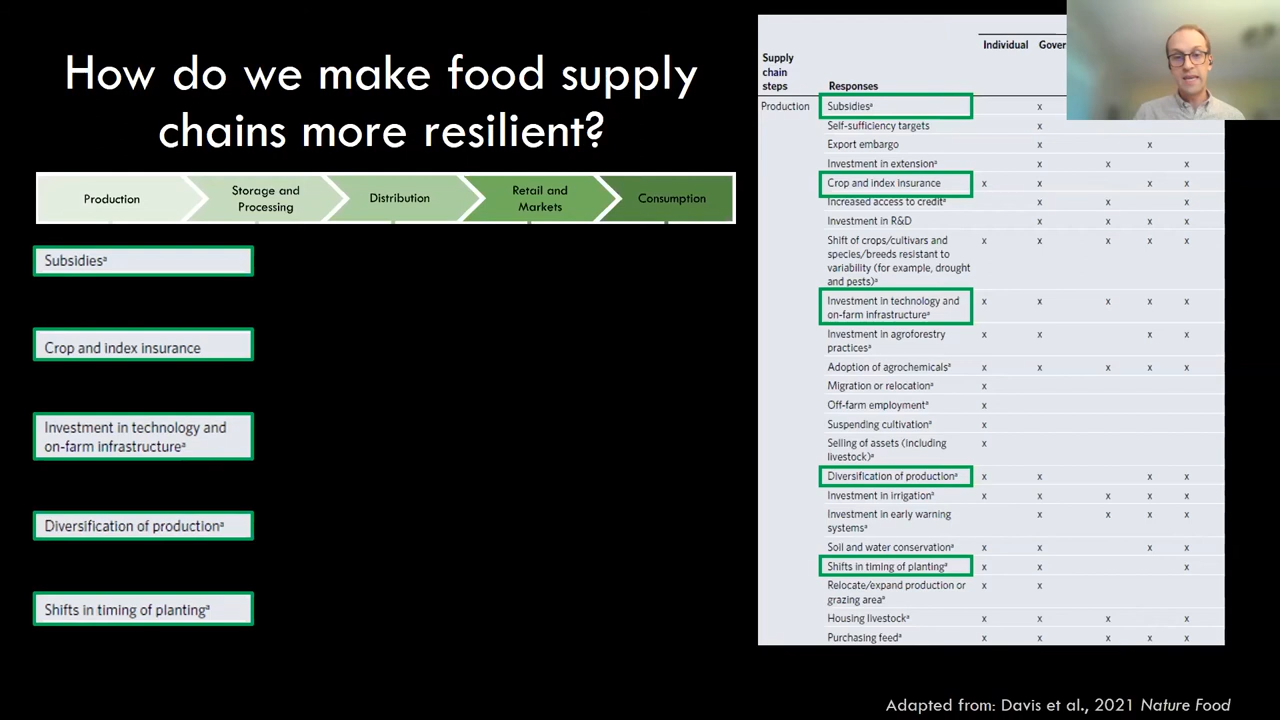 How do we make food supply
chains more resilient?
Production
Storage and
Processing
Distribution
Retail and
Markets
Consumption
Subsidiesᵃ
Crop and index insurance
Investment in technology and
on-farm infrastructureᵃ
Diversification of productionᵃ
Shifts in timing of plantingᵃ
Individual
Supply
chain
steps
Responses
Production Subsidiesᵃ x
Self-sufficiency targets x
Export embargo x x
Investment in extensionᵃ x x x
Crop and index insurance x x x x
Increased access to creditᵃ x x x
Investment in R&D x x x x
Shift of crops/cultivars and x x x x x
species/breeds resistant to
variability (for example, drought
and pests)ᵃ
Investment in technology and x x x x x
on-farm infrastructureᵃ
Investment in agroforestry x x x x
practicesᵃ
Adoption of agrochemicalsᵃ x x x x x
Migration or relocationᵃ x
Off-farm employmentᵃ x
Suspending cultivationᵃ x
Selling of assets (including x
livestock)ᵃ
Diversification of productionᵃ x x x x
Investment in irrigationᵃ x x x x x
Investment in early warning x x x x
systemsᵃ
Soil and water conservationᵃ x x x x
Shifts in timing of plantingᵃ x x x
Relocate/expand production or x x
grazing areaᵃ
Housing livestockᵃ x x x x
Purchasing feedᵃ x x x x x
Adapted from: Davis et al., 2021 Nature Food